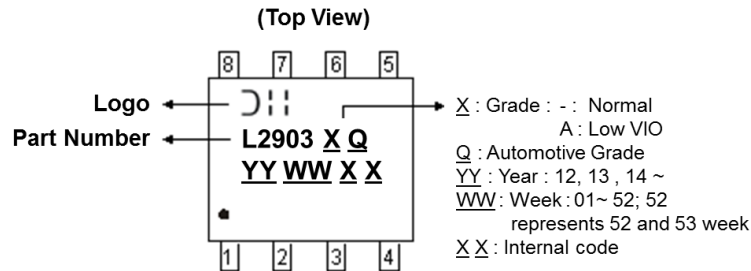 (Top View)
8 7 6 5
Logo
Part Number
L2903 X Q
YY WW X X
1 2 3 4
X : Grade : - : Normal
A : Low VIO
Q : Automotive Grade
YY : Year : 12, 13 , 14 ~
WW : Week : 01~ 52; 52
represents 52 and 53 week
X X : Internal code